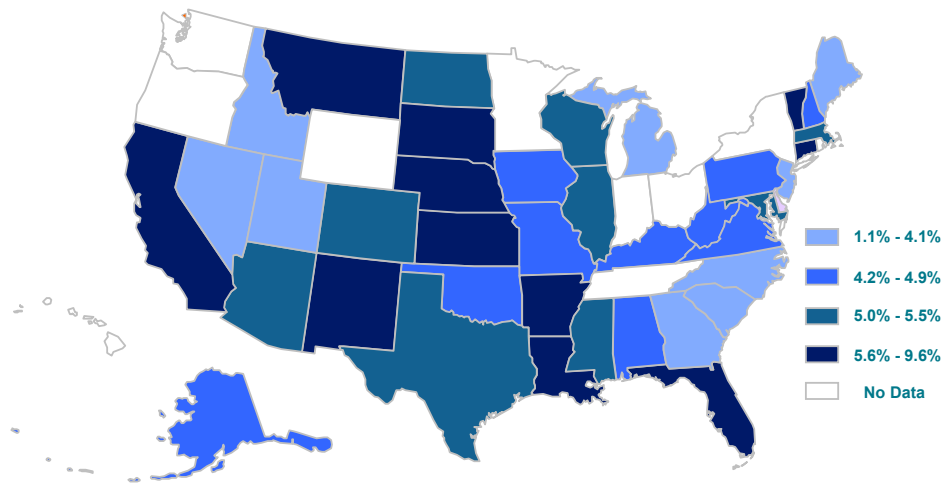 1.1% - 4.1%
4.2% - 4.9%
5.0% - 5.5%
5.6% - 9.6%
No Data